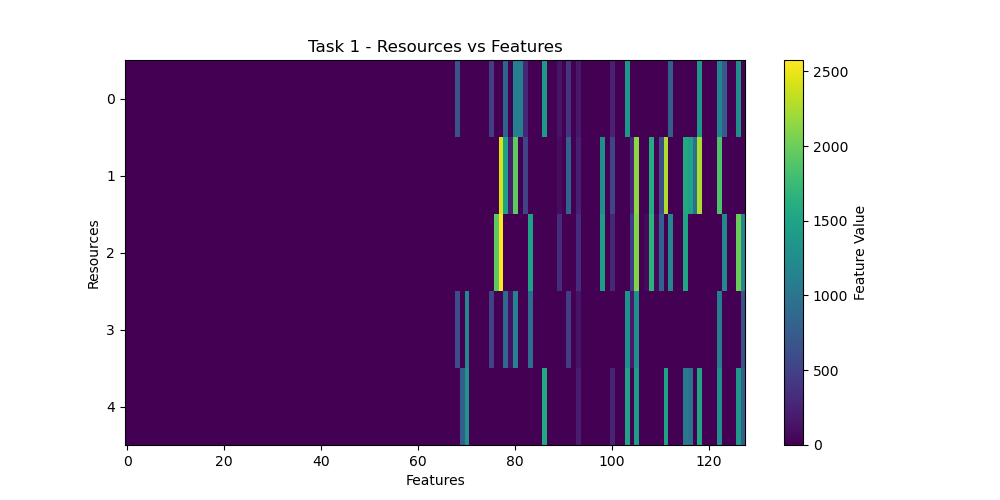 Task 1 - Resources vs Features
Resources
0
1
2
3
4
0 20 40 60 80 100 120
Features
2500
2000
1500
1000
500
0
Feature Value